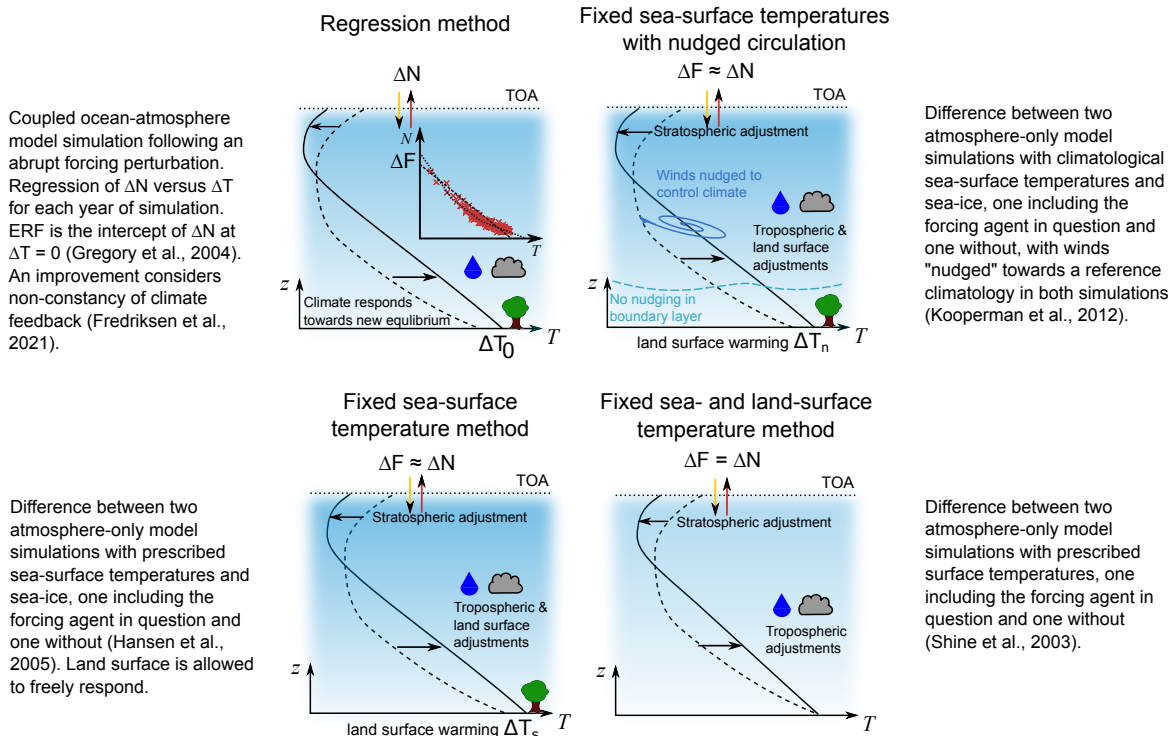 Regression method
Fixed sea-surface temperatures
with nudged circulation
Coupled ocean-atmosphere
model simulation following an
abrupt forcing perturbation.
Regression of ΔN versus ΔT
for each year of simulation.
ERF is the intercept of ΔN at
ΔT = 0 (Gregory et al., 2004).
An improvement considers
non-constancy of climate
feedback (Fredriksen et al.,
2021).
ΔN
TOA
N
ΔF
T
z
Climate responds
towards new equlibrium
ΔT0
T
ΔF ≈ ΔN
TOA
Stratospheric adjustment
Winds nudged to
control climate
Tropospheric &
land surface
adjustments
z
No nudging in
boundary layer
land surface warming ΔTn
T
Difference between two
atmosphere-only model
simulations with climatological
sea-surface temperatures and
sea-ice, one including the
forcing agent in question and
one without, with winds
"nudged" towards a reference
climatology in both simulations
(Kooperman et al., 2012).
Fixed sea-surface
temperature method
Fixed sea- and land-surface
temperature method
Difference between two
atmosphere-only model
simulations with prescribed
sea-surface temperatures and
sea-ice, one including the
forcing agent in question and
one without (Hansen et al.,
2005). Land surface is allowed
to freely respond.
ΔF ≈ ΔN
TOA
Stratospheric adjustment
Tropospheric &
land surface
adjustments
z
land surface warming ΔTs
T
ΔF = ΔN
TOA
Stratospheric adjustment
Tropospheric
adjustments
z
T
Difference between two
atmosphere-only model
simulations with prescribed
surface temperatures, one
including the forcing agent in
question and one without
(Shine et al., 2003).